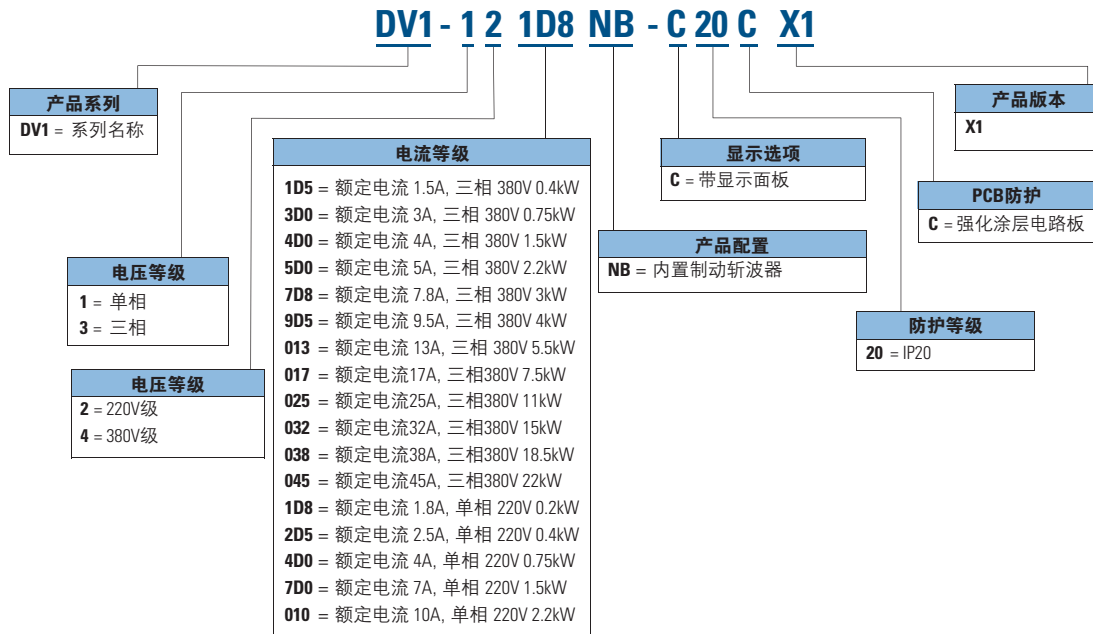 DV1 - 1 2 1D8 NB - C 20 C X1
产品系列
DV1 = 系列名称
电压等级
1 = 单相
3 = 三相
电压等级
2 = 220V级
4 = 380V级
电流等级
1D5 = 额定电流 1.5A, 三相 380V 0.4kW
3D0 = 额定电流 3A, 三相 380V 0.75kW
4D0 = 额定电流 4A, 三相 380V 1.5kW
5D0 = 额定电流 5A, 三相 380V 2.2kW
7D8 = 额定电流 7.8A, 三相 380V 3kW
9D5 = 额定电流 9.5A, 三相 380V 4kW
013 = 额定电流 13A, 三相 380V 5.5kW
017 = 额定电流17A, 三相380V 7.5kW
025 = 额定电流25A, 三相380V 11kW
032 = 额定电流32A, 三相380V 15kW
038 = 额定电流38A, 三相380V 18.5kW
045 = 额定电流45A, 三相380V 22kW
1D8 = 额定电流 1.8A, 单相 220V 0.2kW
2D5 = 额定电流 2.5A, 单相 220V 0.4kW
4D0 = 额定电流 4A, 单相 220V 0.75kW
7D0 = 额定电流 7A, 单相 220V 1.5kW
010 = 额定电流 10A, 单相 220V 2.2kW
显示选项
C = 带显示面板
产品配置
NB = 内置制动斩波器
产品版本
X1
PCB防护
C = 强化涂层电路板
防护等级
20 = IP20